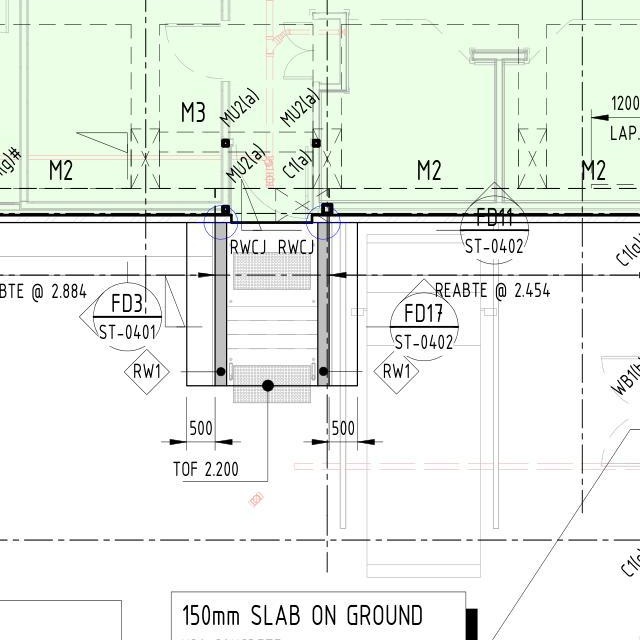 1200
LAP.
M3
MU2(a)
MU2(a)
MU2(a)
C1(a)
ng)#
M2
M2
M2
FD11
ST-0402
RWCJ RWCJ
C1(
BTE @ 2.884
REABTE @ 2.454
FD3
ST-0401
FD17
ST-0402
RW1
RW1
WB1(
500
500
TOF 2.200
C1(
150mm SLAB ON GROUND